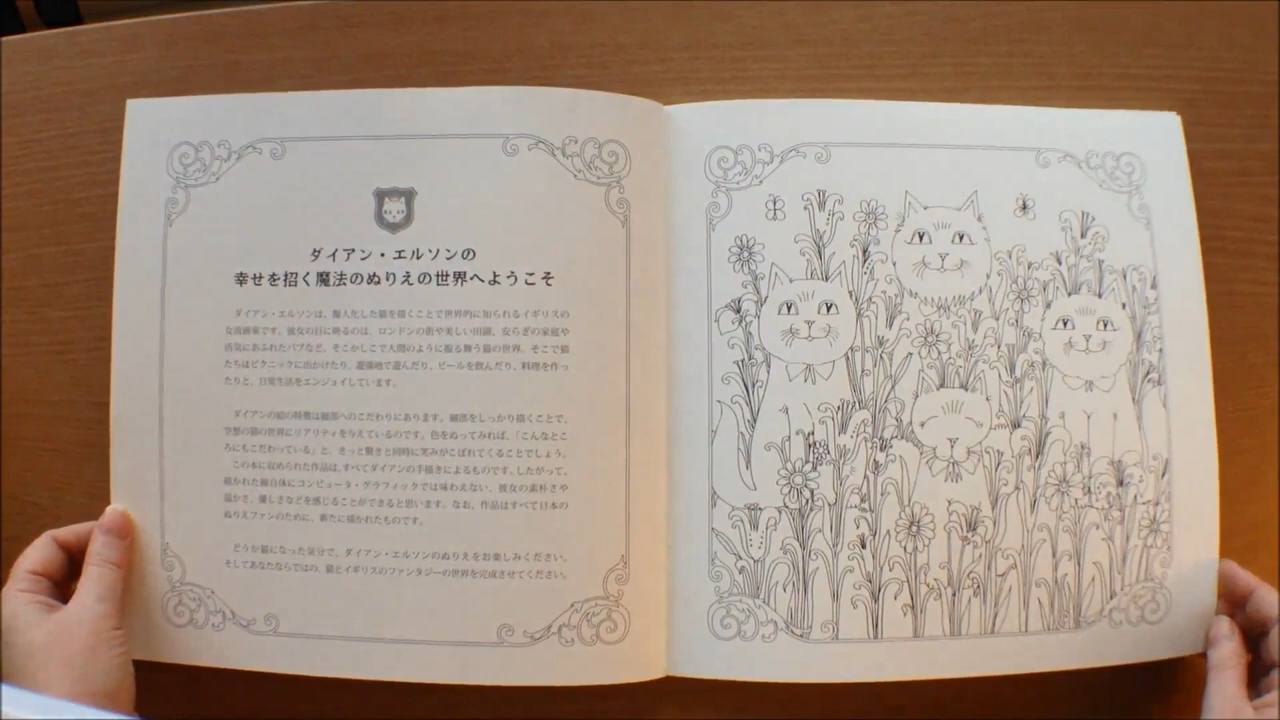 ダイアン・エルソンの
幸せを招く魔法のぬりえの世界へようこそ
ダイアン・エルソンは、擬人化した猫を描くことで世界的に知られるイギリスの
女流画家です。彼女の目に映るのは、ロンドンの街や美しい田園、安らぎの家庭や
活気にあふれたパブなど、そこかしこで人間のように振る舞う猫の世界。そこで猫
たちはピクニックに出かけたり、遊園地で遊んだり、ビールを飲んだり、料理を作っ
たりと、日常生活をエンジョイしています。
ダイアンの絵の特徴は細部へのこだわりにあります。細部をしっかり描くことで、
空想の猫の世界にリアリティを与えているのです。色をぬってみれば、「こんなとこ
ろにもこだわっている」と、きっと驚きと同時に笑みがこぼれてくることでしょう。
この本に収められた作品は、すべてダイアンの手描きによるものです。したがって、
描かれた線自体にコンピュータ・グラフィックでは味わえない、彼女の素朴さや
温かさ、優しさなどを感じることができると思います。なお、作品はすべて日本の
ぬりえファンのために、新たに描かれたものです。
どうか猫になった気分で、ダイアン・エルソンのぬりえをお楽しみください。
そしてあなたならではの、猫とイギリスのファンタジーの世界を完成させてください。